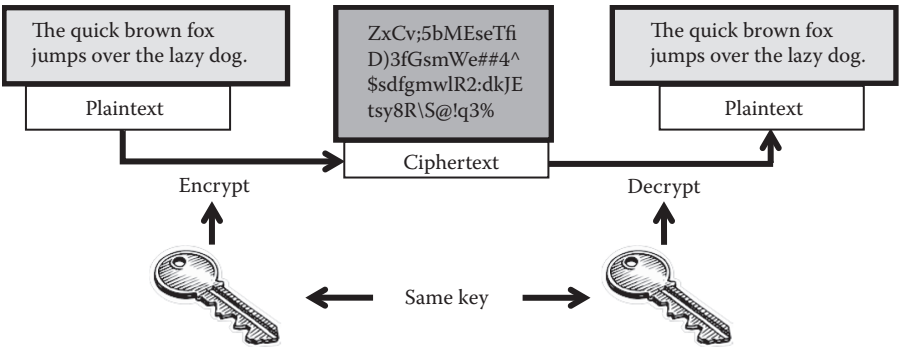 The quick brown fox
jumps over the lazy dog.
Plaintext
ZxCv;5bMEseTfi
D)3fGsmWe##4^
$sdfgmwlR2:dkJE
tsy8R\S@!q3%
Ciphertext
The quick brown fox
jumps over the lazy dog.
Plaintext
Encrypt
Decrypt
Same key